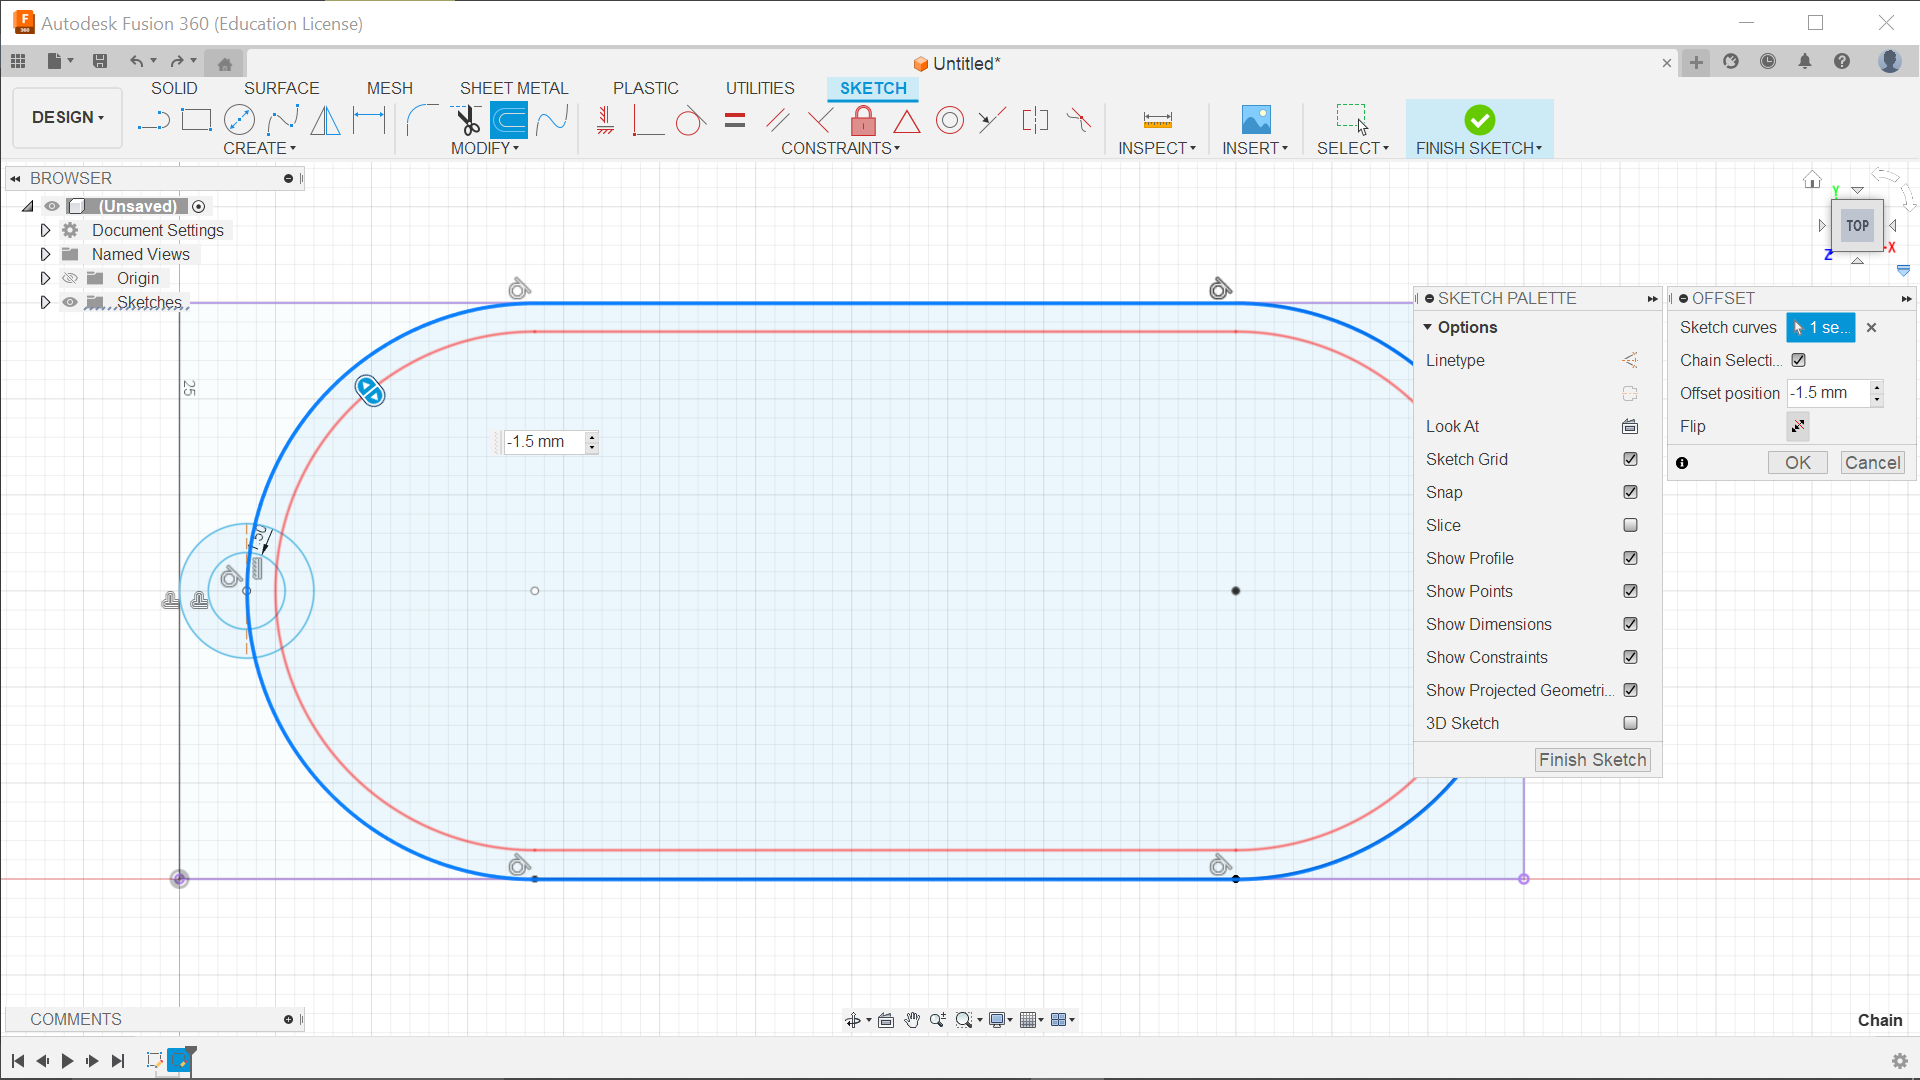 Autodesk Fusion 360 (Education License)
Untitled*
SOLID SURFACE MESH SHEET METAL PLASTIC UTILITIES SKETCH
DESIGN
CREATE MODIFY CONSTRAINTS INSPECT INSERT SELECT FINISH SKETCH
BROWSER
(Unsaved)
Document Settings
Named Views
Origin
Sketches
Y
TOP
-X
Z
25
-1.5 mm
SKETCH PALETTE
Options
Linetype
Look At
Sketch Grid
Snap
Slice
Show Profile
Show Points
Show Dimensions
Show Constraints
Show Projected Geometri...
3D Sketch
Finish Sketch
OFFSET
Sketch curves 1 se...
Chain Selecti...
Offset position -1.5 mm
Flip
OK Cancel
COMMENTS
Chain